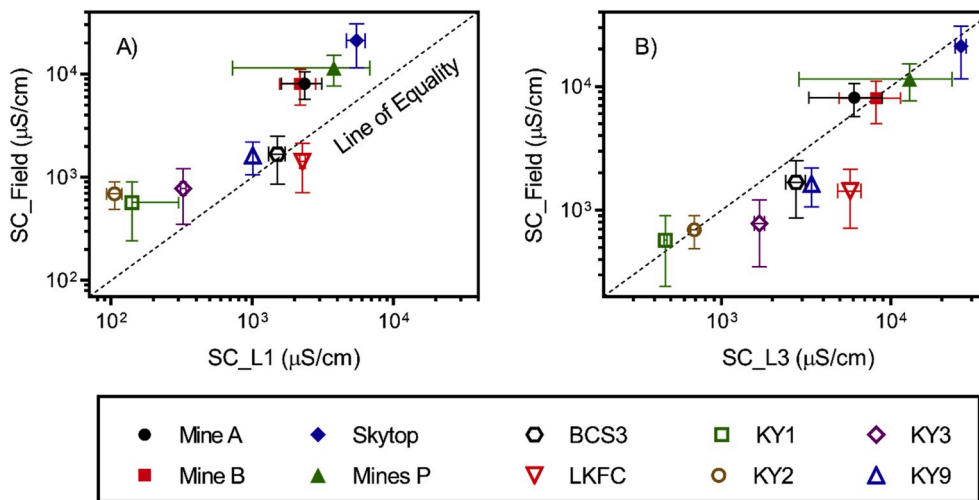 A)
SC_Field (µS/cm)
10⁴
10³
10²
10² 10³ 10⁴
SC_L1 (µS/cm)
Line of Equality
B)
SC_Field (µS/cm)
10⁴
10³
10³ 10⁴
SC_L3 (µS/cm)
Mine A Skytop BCS3 KY1 KY3
Mine B Mines P LKFC KY2 KY9